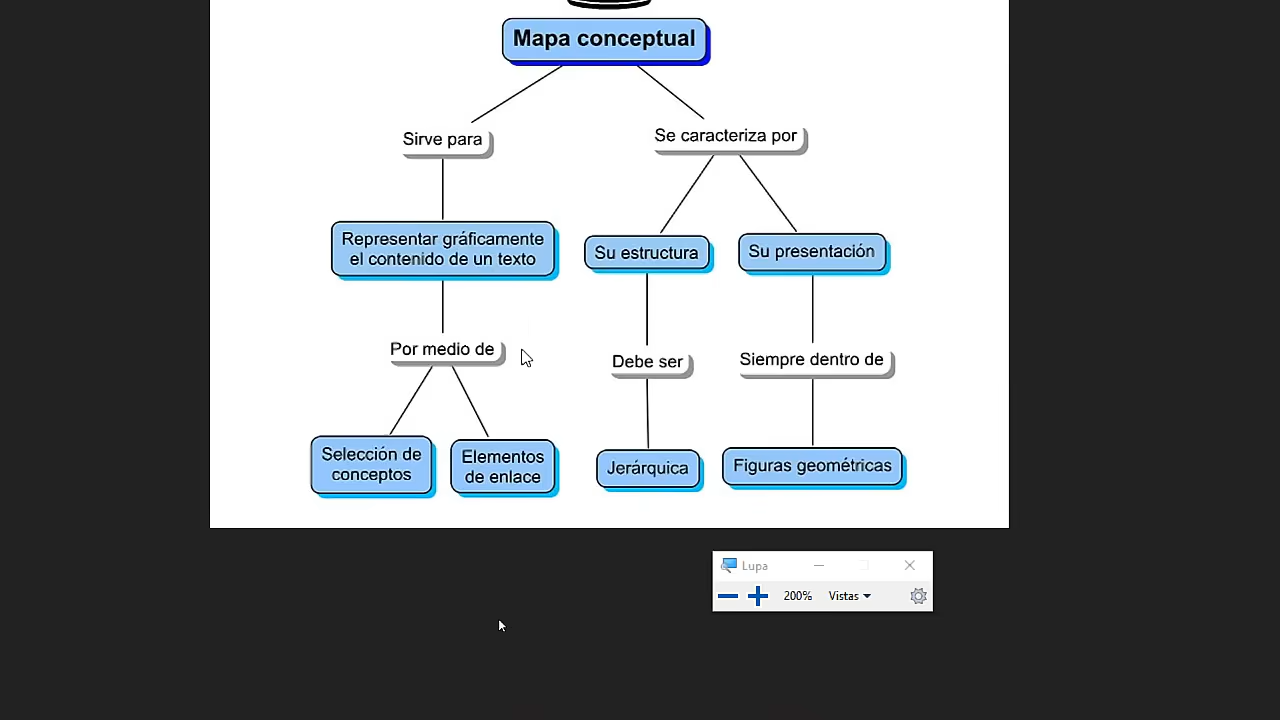 Mapa conceptual
Sirve para
Se caracteriza por
Representar gráficamente
el contenido de un texto
Su estructura
Su presentación
Por medio de
Debe ser
Siempre dentro de
Selección de
conceptos
Elementos
de enlace
Jerárquica
Figuras geométricas
Lupa
200%
Vistas